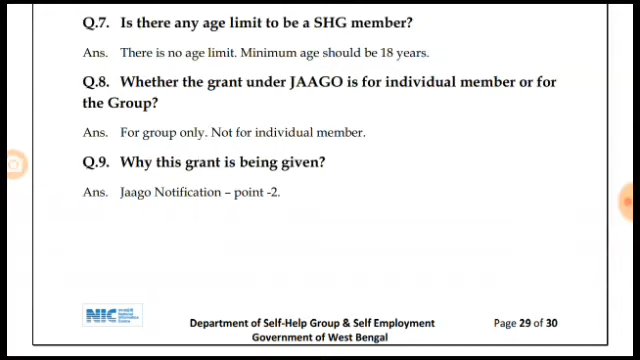 Q.7. Is there any age limit to be a SHG member?
Ans. There is no age limit. Minimum age should be 18 years.
Q.8. Whether the grant under JAAGO is for individual member or for
the Group?
Ans. For group only. Not for individual member.
Q.9. Why this grant is being given?
Ans. Jaago Notification – point -2.
NIC National Informatics Centre
Department of Self-Help Group & Self Employment
Page 29 of 30
Government of West Bengal